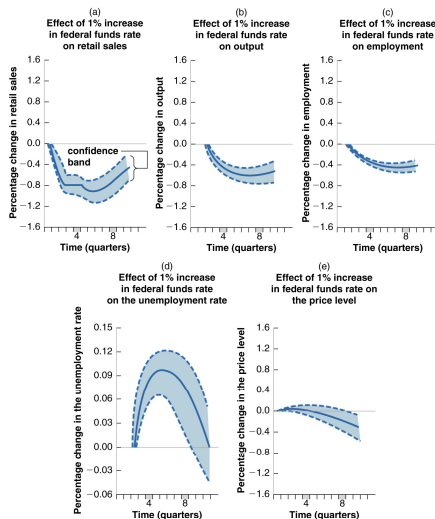 (a)
Effect of 1% increase
in federal funds rate
on retail sales
Percentage change in retail sales
1.6
1.2
0.8
0.4
0.0
−0.4
−0.8
−1.2
−1.6
confidence
band
4
8
Time (quarters)
(b)
Effect of 1% increase
in federal funds rate
on output
Percentage change in output
1.6
1.2
0.8
0.4
0.0
−0.4
−0.8
−1.2
−1.6
4
8
Time (quarters)
(c)
Effect of 1% increase
in federal funds rate
on employment
Percentage change in employment
1.6
1.2
0.8
0.4
0.0
−0.4
−0.8
−1.2
−1.6
4
8
Time (quarters)
(d)
Effect of 1% increase
in federal funds rate
on the unemployment rate
Percentage change in the unemployment rate
0.15
0.12
0.09
0.06
0.03
0.00
−0.03
−0.06
4
8
Time (quarters)
(e)
Effect of 1% increase
in federal funds rate on
the price level
Percentage change in the price level
1.6
1.2
0.8
0.4
0.0
−0.4
−0.8
−1.2
−1.6
4
8
Time (quarters)